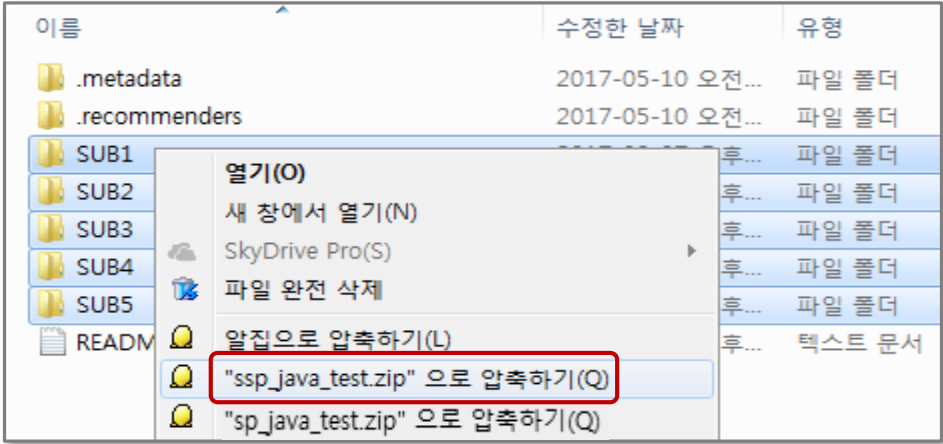 이름 수정한 날짜 유형
.metadata 2017-05-10 오전... 파일 폴더
.recommenders 2017-05-10 오전... 파일 폴더
SUB1 후... 파일 폴더
열기(O)
SUB2 후... 파일 폴더
새 창에서 열기(N)
SUB3 후... 파일 폴더
SkyDrive Pro(S)
SUB4 후... 파일 폴더
파일 완전 삭제
SUB5 후... 파일 폴더
READM 후... 텍스트 문서
알집으로 압축하기(L)
"ssp_java_test.zip" 으로 압축하기(Q)
"sp_java_test.zip" 으로 압축하기(Q)